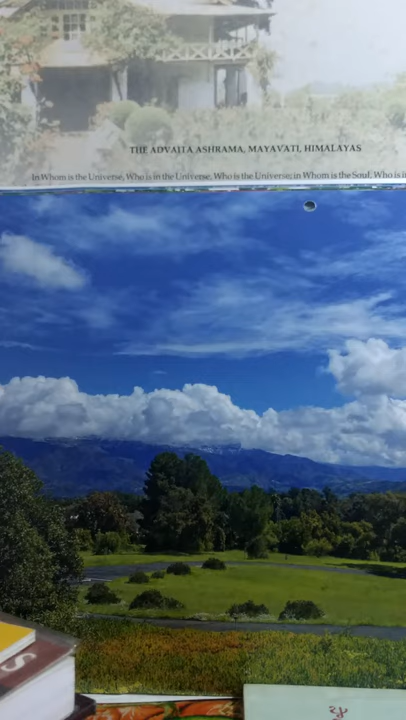 THE ADVAITA ASHRAMA, MAYAVATI, HIMALAYAS
In Whom is the Universe, Who is in the Universe, Who is the Universe; in Whom is the Soul, Who is i
S